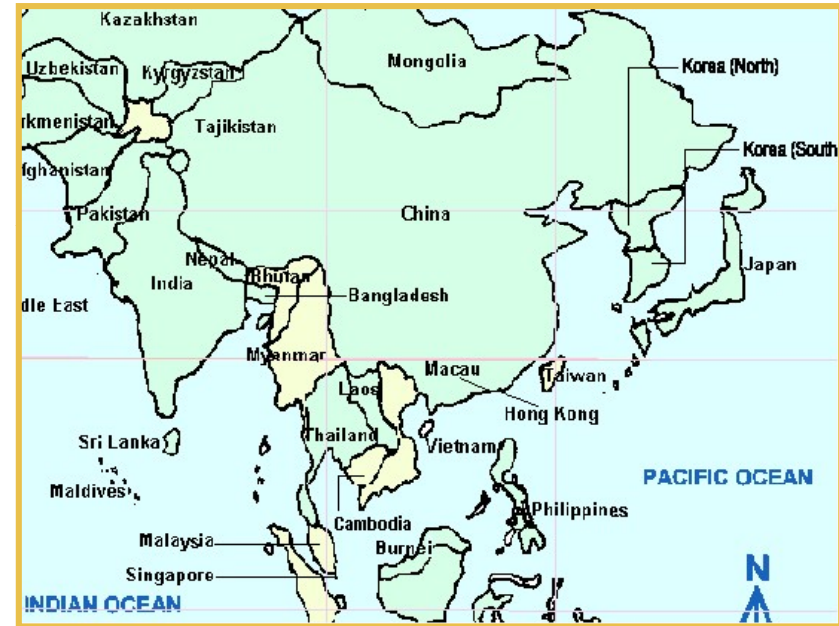 Kazakhstan
Mongolia
Korea (North)
Uzbekistan
Kyrgyzstan
rkmenistan
Tajikistan
Korea (South
fghanistan
Pakistan
China
Nepal
Bhutan
India
Japan
Bangladesh
dle East
Myanmar
Macau
Taiwan
Laos
Hong Kong
Thailand
Vietnam
Sri Lanka
PACIFIC OCEAN
Maldives
Philippines
Cambodia
Malaysia
Burnei
Singapore
N
INDIAN OCEAN